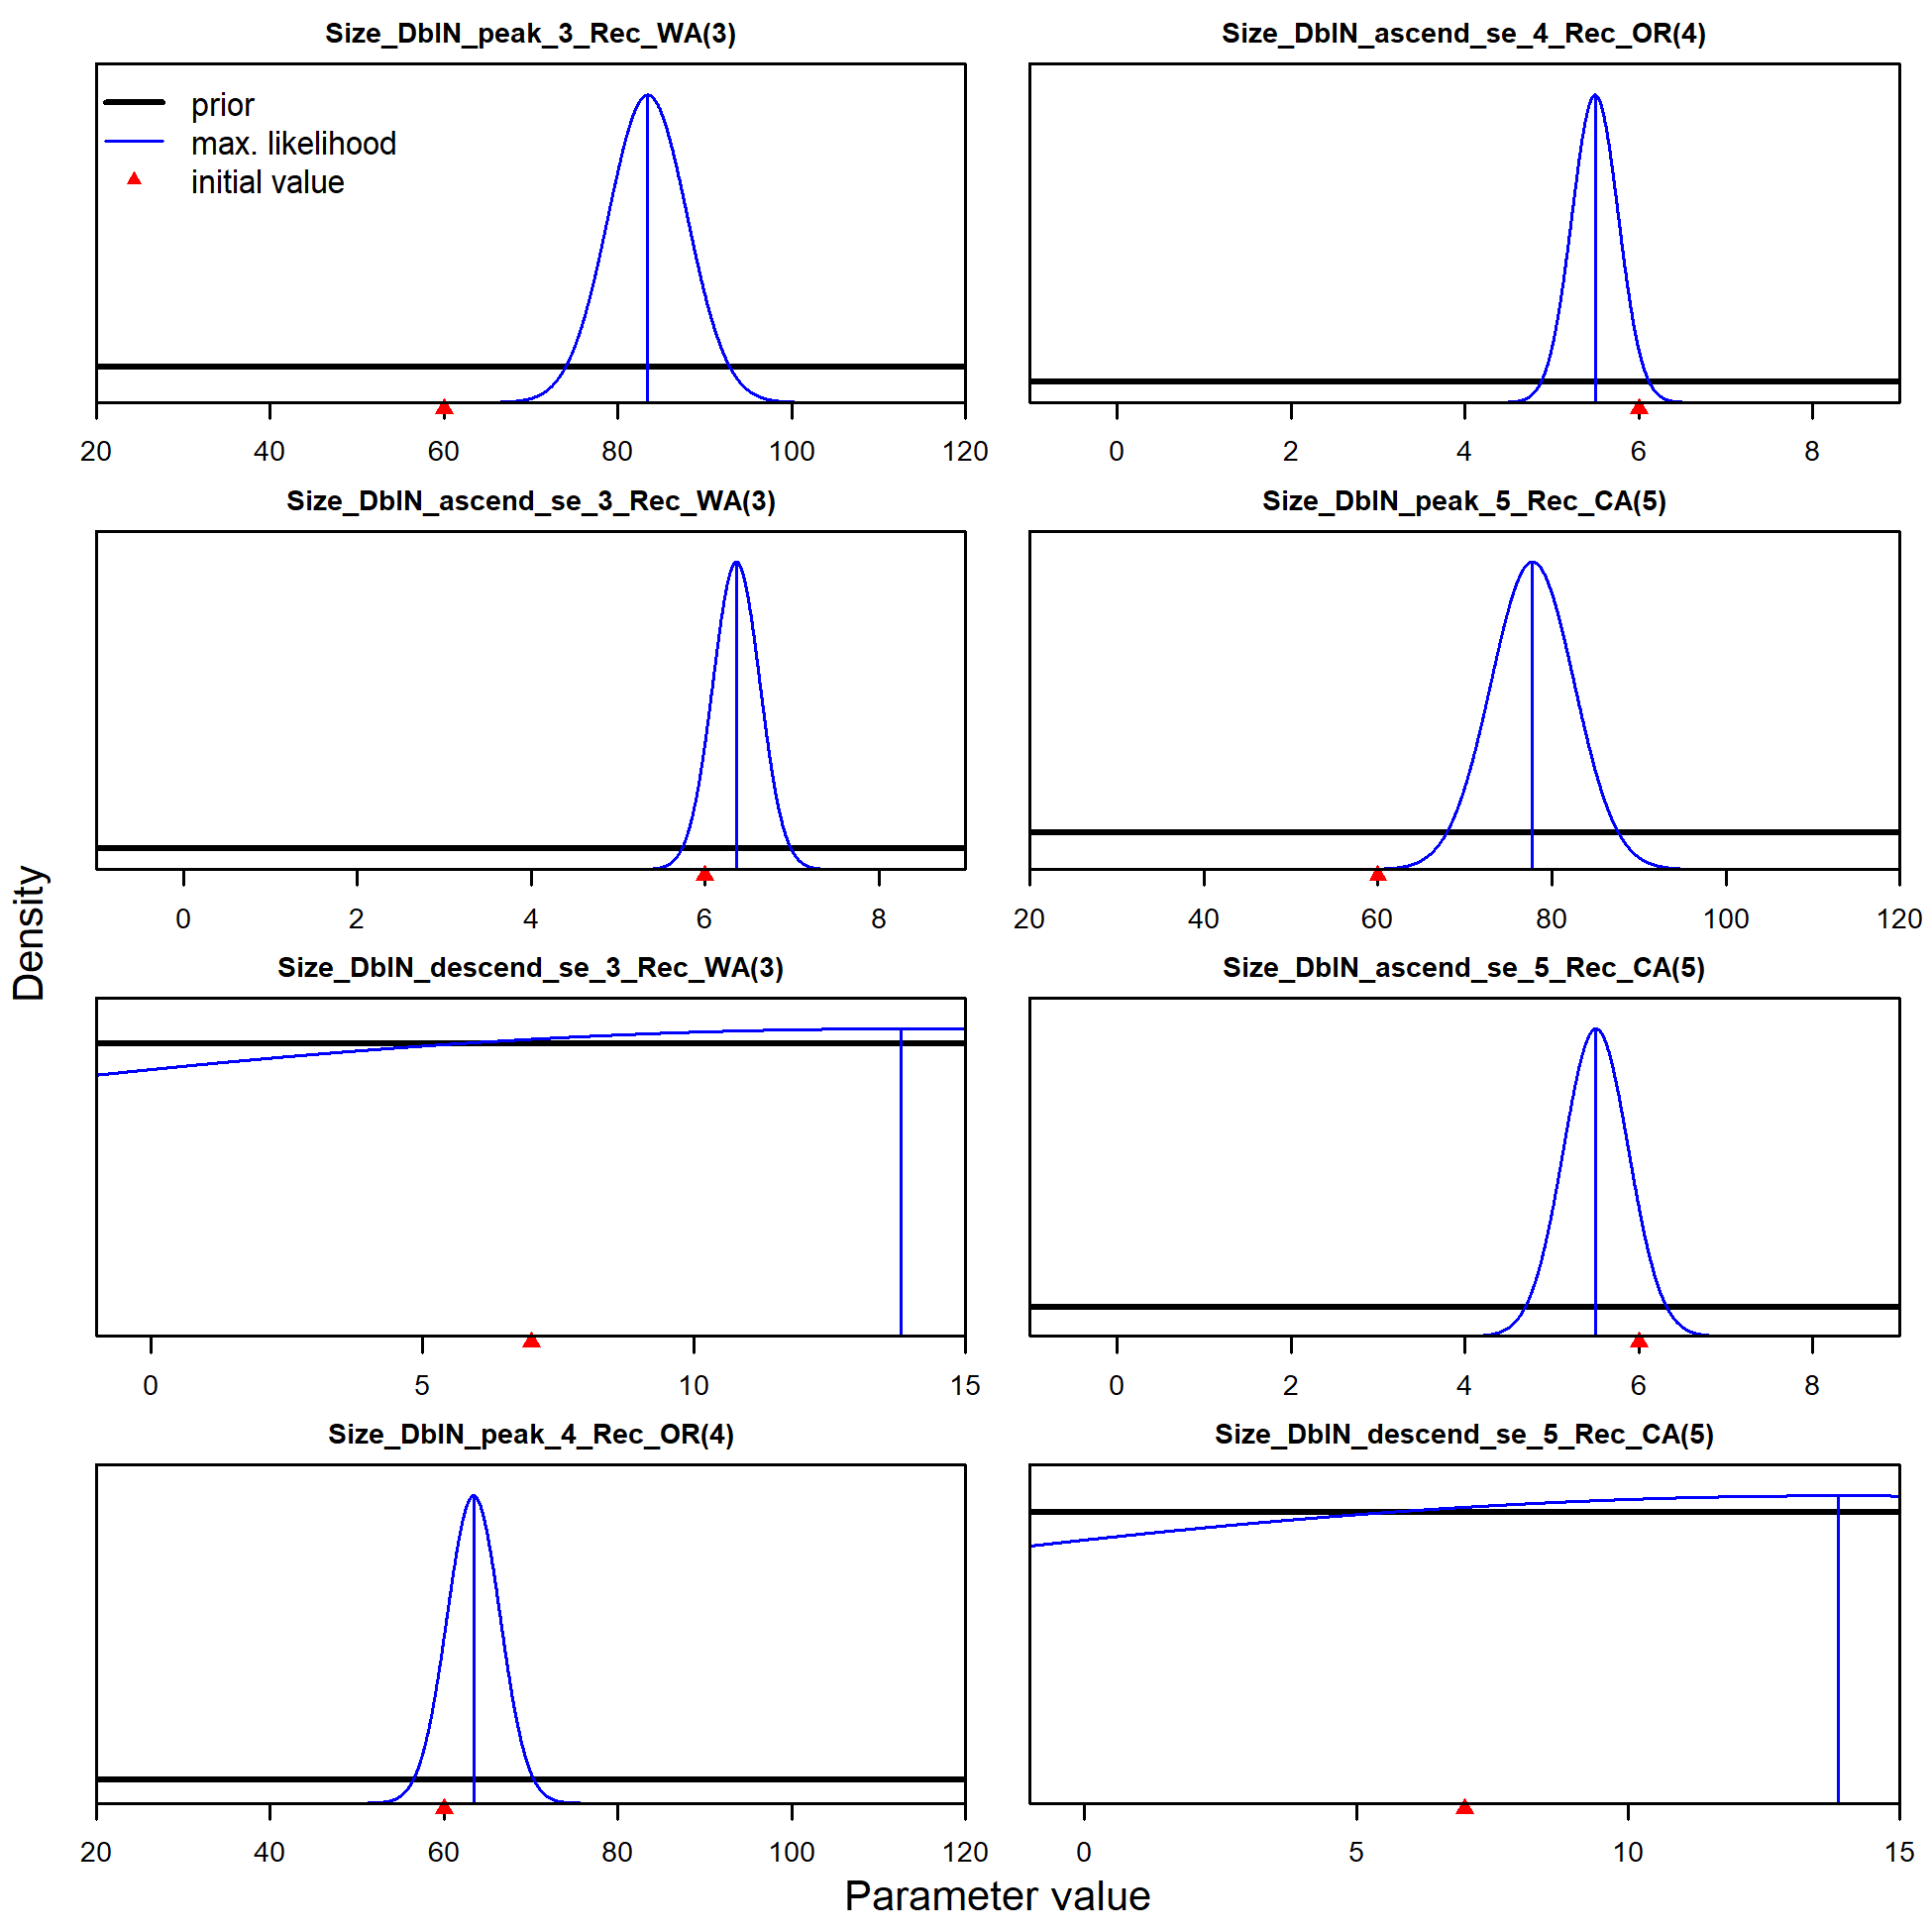 Size_DblN_peak_3_Rec_WA(3)
prior
max. likelihood
initial value
20 40 60 80 100 120
Size_DblN_ascend_se_4_Rec_OR(4)
0 2 4 6 8
Size_DblN_ascend_se_3_Rec_WA(3)
0 2 4 6 8
Size_DblN_peak_5_Rec_CA(5)
20 40 60 80 100 120
Size_DblN_descend_se_3_Rec_WA(3)
0 5 10 15
Size_DblN_ascend_se_5_Rec_CA(5)
0 2 4 6 8
Size_DblN_peak_4_Rec_OR(4)
20 40 60 80 100 120
Size_DblN_descend_se_5_Rec_CA(5)
0 5 10 15
Density
Parameter value